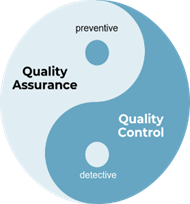 preventive
Quality
Assurance
Quality
Control
detective